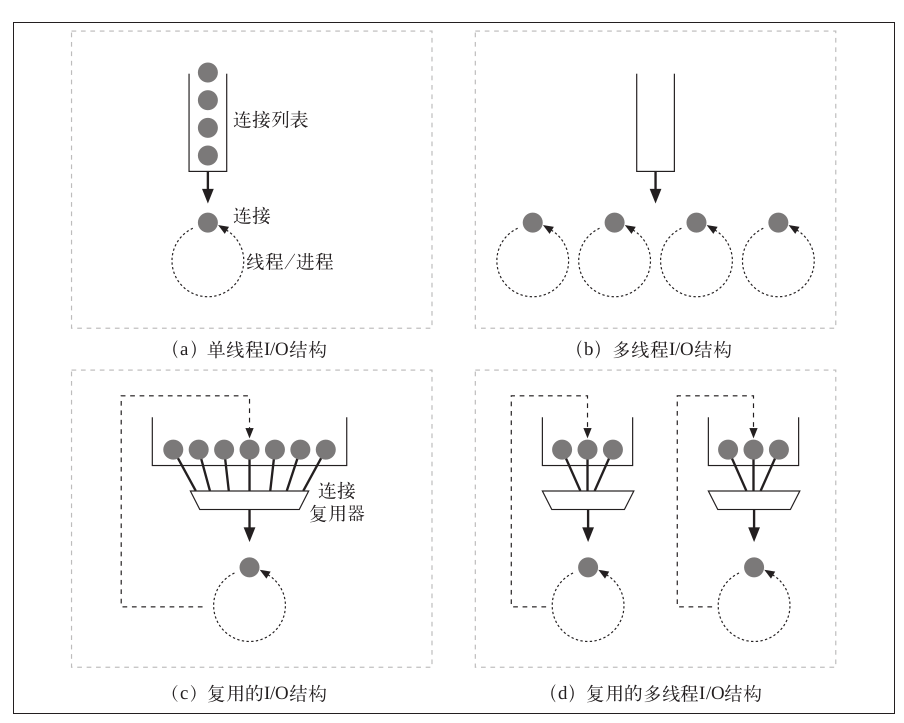 连接列表
连接
线程/进程
（a）单线程I/O结构
（b）多线程I/O结构
连接
复用器
（c）复用的I/O结构
（d）复用的多线程I/O结构